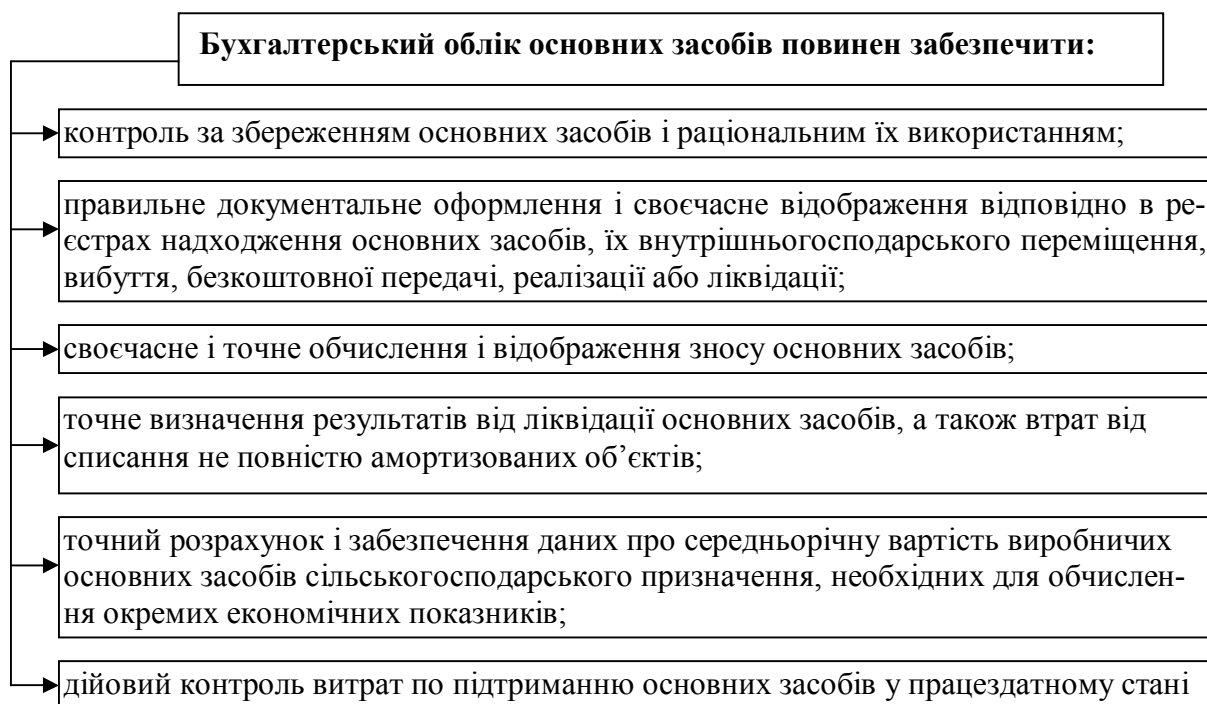 Бухгалтерський облік основних засобів повинен забезпечити:
контроль за збереженням основних засобів і раціональним їх використанням;
правильне документальне оформлення і своєчасне відображення відповідно в ре-
єстрах надходження основних засобів, їх внутрішньогосподарського переміщення,
вибуття, безкоштовної передачі, реалізації або ліквідації;
своєчасне і точне обчислення і відображення зносу основних засобів;
точне визначення результатів від ліквідації основних засобів, а також втрат від
списання не повністю амортизованих об’єктів;
точний розрахунок і забезпечення даних про середньорічну вартість виробничих
основних засобів сільськогосподарського призначення, необхідних для обчислен-
ня окремих економічних показників;
дійовий контроль витрат по підтриманню основних засобів у працездатному стані